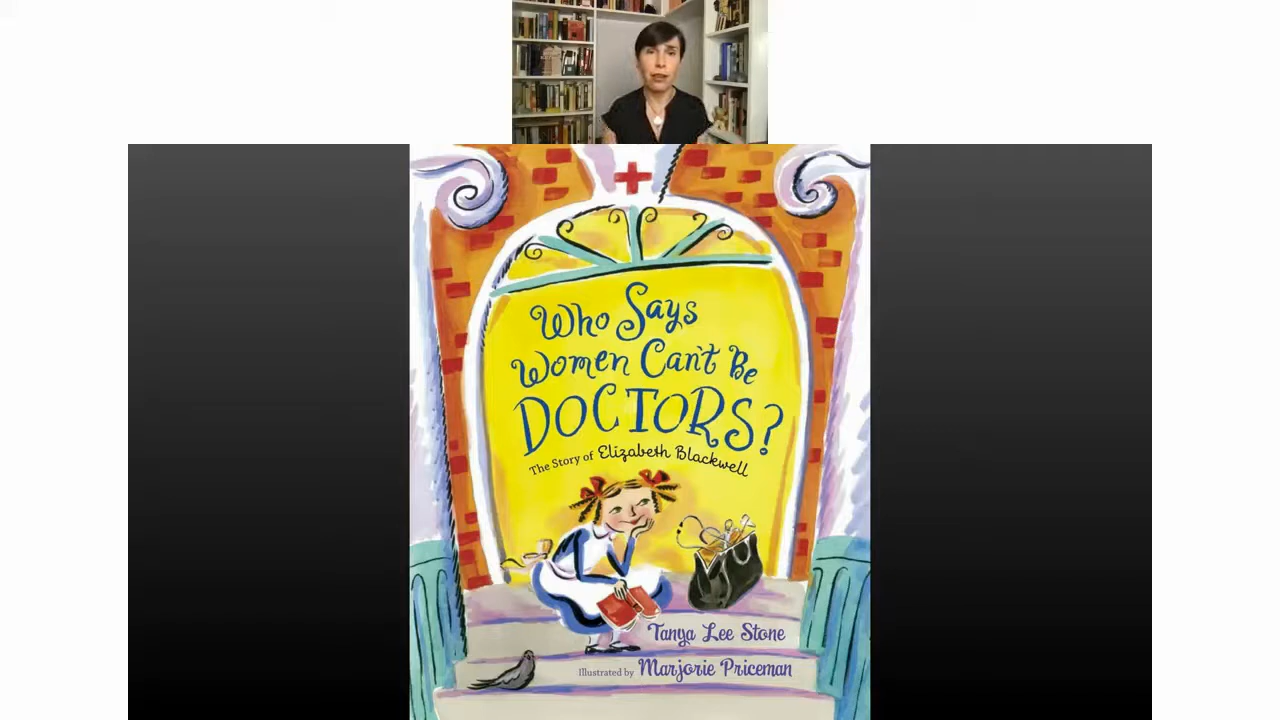 Who Says
Women Can't Be
DOCTORS?
The Story of Elizabeth Blackwell
Tanya Lee Stone
Illustrated by Marjorie Priceman